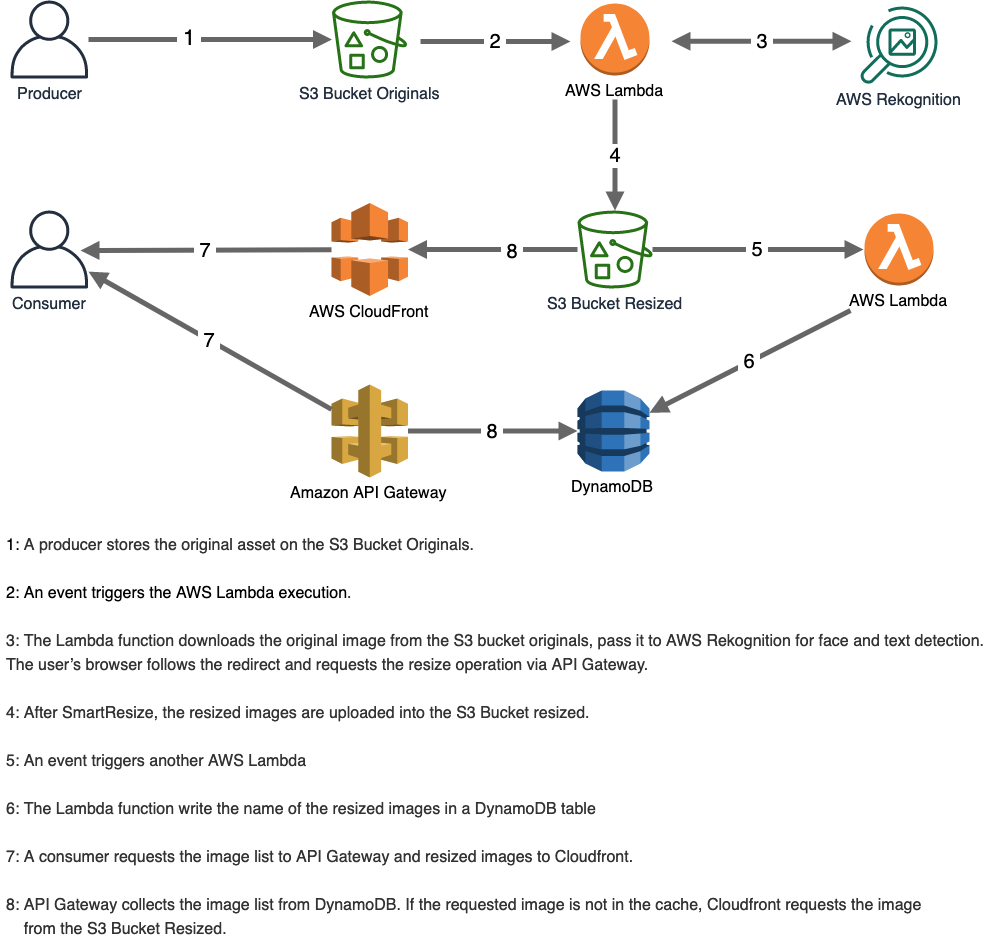 1
2
3
Producer
S3 Bucket Originals
AWS Lambda
AWS Rekognition
4
7
8
5
Consumer
AWS CloudFront
S3 Bucket Resized
AWS Lambda
7
6
8
Amazon API Gateway
DynamoDB
1: A producer stores the original asset on the S3 Bucket Originals.
2: An event triggers the AWS Lambda execution.
3: The Lambda function downloads the original image from the S3 bucket originals, pass it to AWS Rekognition for face and text detection.
The user’s browser follows the redirect and requests the resize operation via API Gateway.
4: After SmartResize, the resized images are uploaded into the S3 Bucket resized.
5: An event triggers another AWS Lambda
6: The Lambda function write the name of the resized images in a DynamoDB table
7: A consumer requests the image list to API Gateway and resized images to Cloudfront.
8: API Gateway collects the image list from DynamoDB. If the requested image is not in the cache, Cloudfront requests the image
from the S3 Bucket Resized.